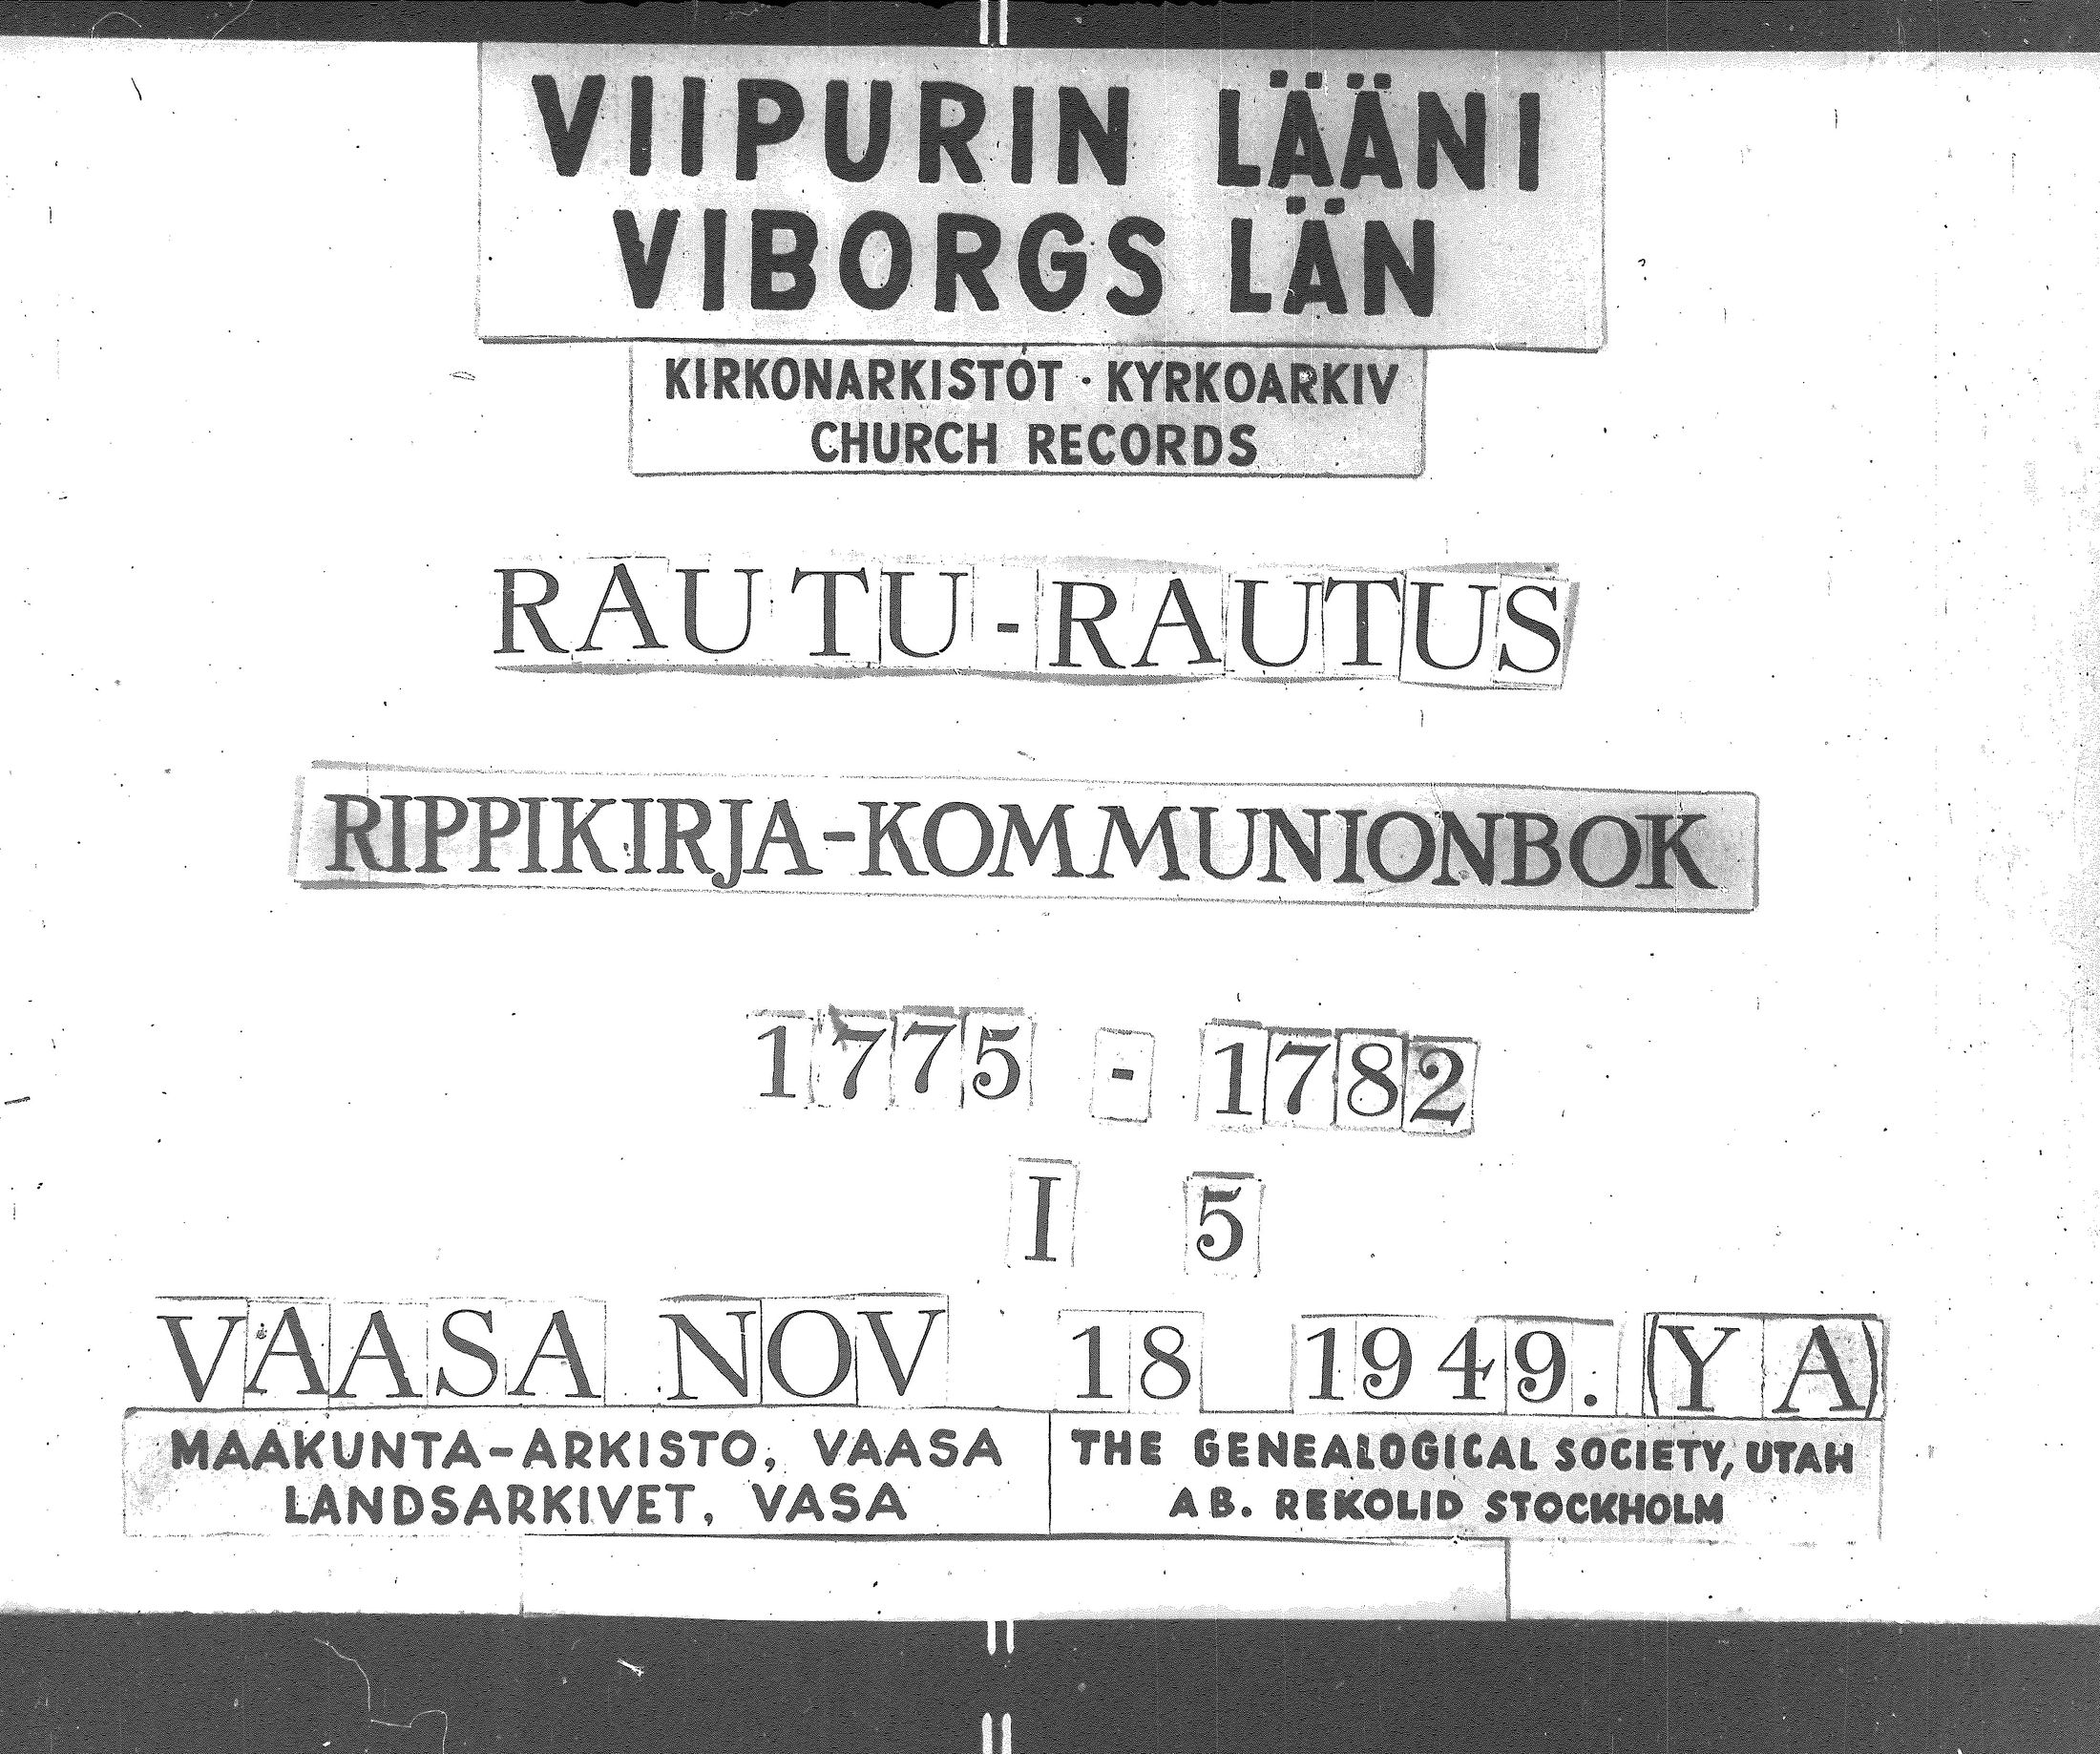 VIIPURIN LÄÄNI
VIBORGS LÄN
KIRKONARKISTOT · KYRKOARKIV
CHURCH RECORDS
RAUTU-RAUTUS
RIPPIKIRJA-KOMMUNIONBOK
1775 - 1782
I 5
VAASA NOV 18 1949. (Y A)
MAAKUNTA-ARKISTO, VAASA
LANDSARKIVET, VASA
THE GENEALOGICAL SOCIETY, UTAH
AB. REKOLID STOCKHOLM